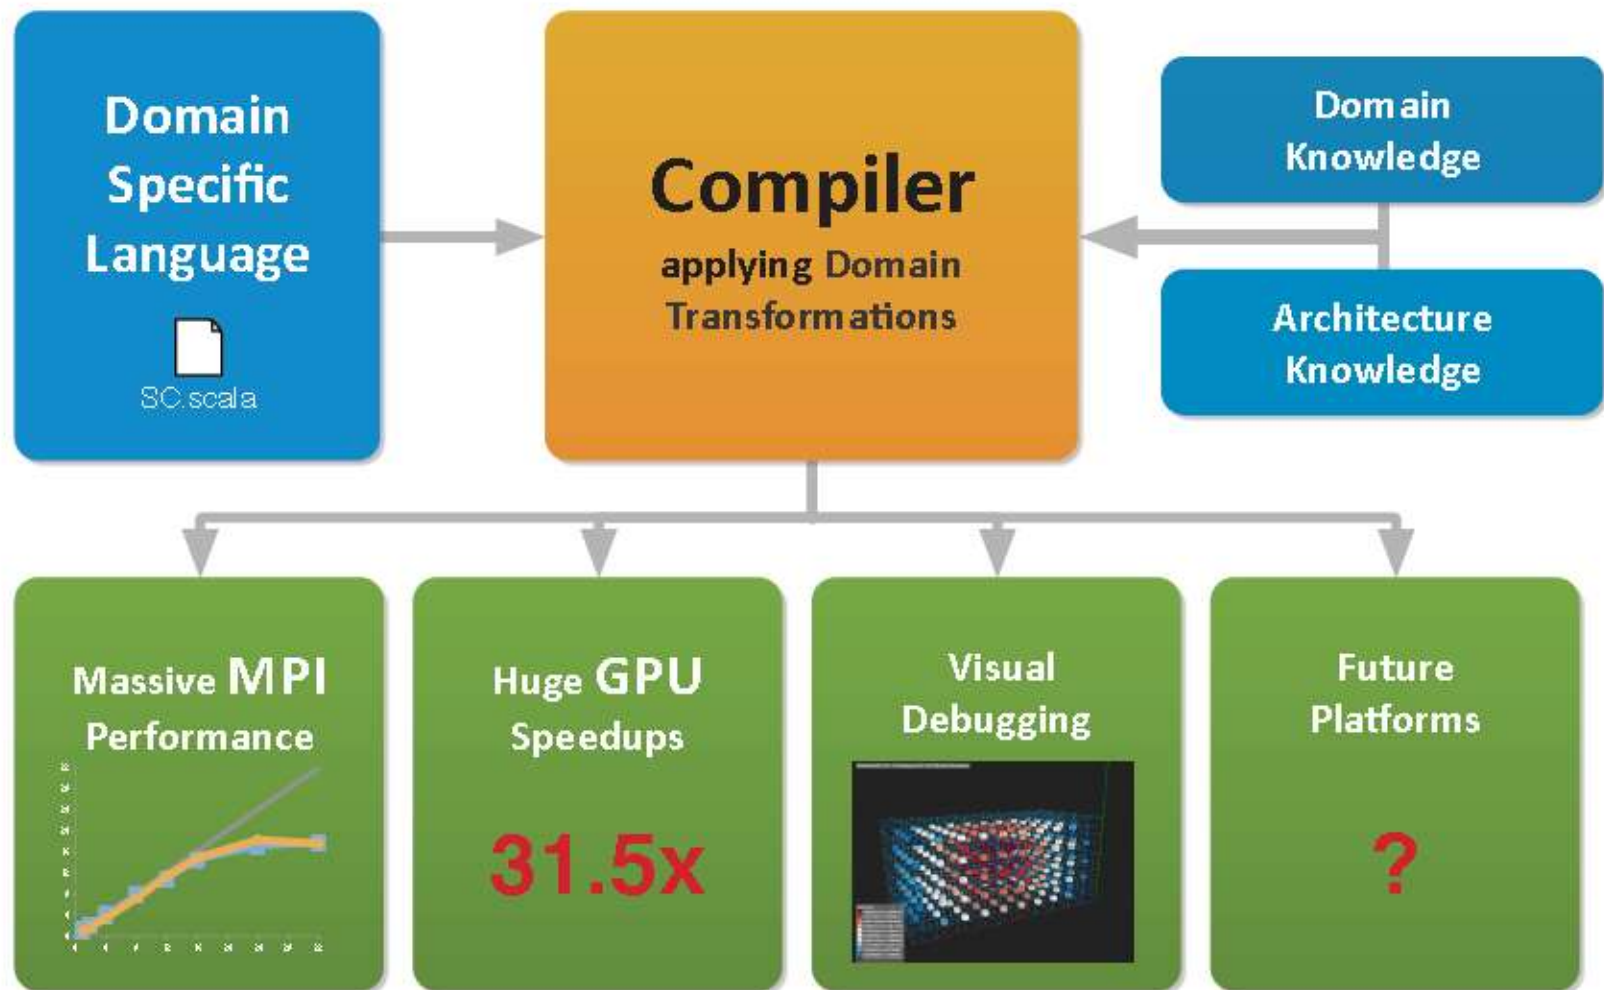 Domain
Specific
Language
SC.scala
Compiler
applying Domain
Transformations
Domain
Knowledge
Architecture
Knowledge
Massive MPI
Performance
Huge GPU
Speedups
31.5x
Visual
Debugging
Future
Platforms
?